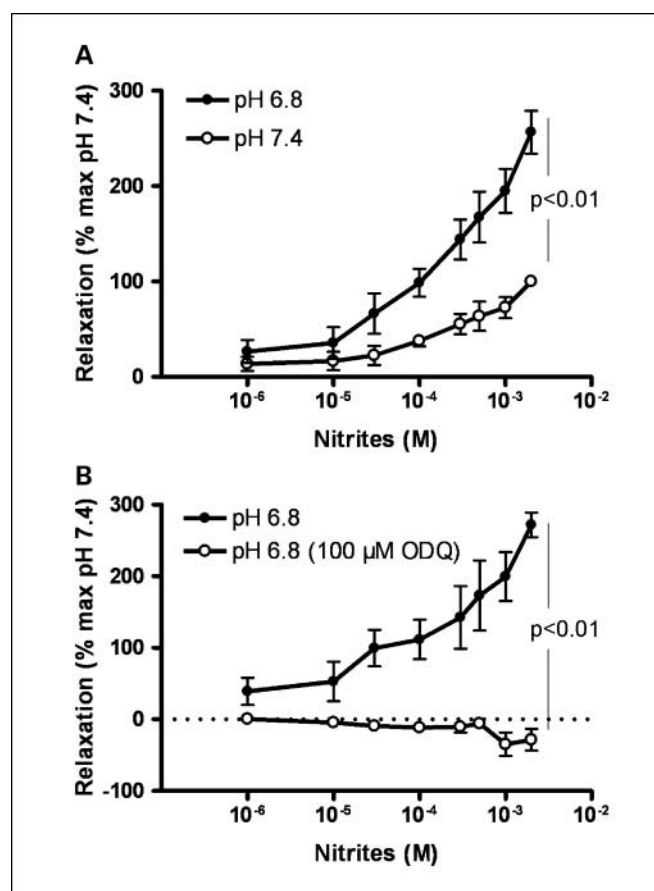 A
300
200
100
0
Relaxation (% max pH 7.4)
pH 6.8
pH 7.4
p<0.01
10⁻⁶ 10⁻⁵ 10⁻⁴ 10⁻³ 10⁻²
Nitrites (M)
B
300
200
100
0
-100
Relaxation (% max pH 7.4)
pH 6.8
pH 6.8 (100 µM ODQ)
p<0.01
10⁻⁶ 10⁻⁵ 10⁻⁴ 10⁻³ 10⁻²
Nitrites (M)